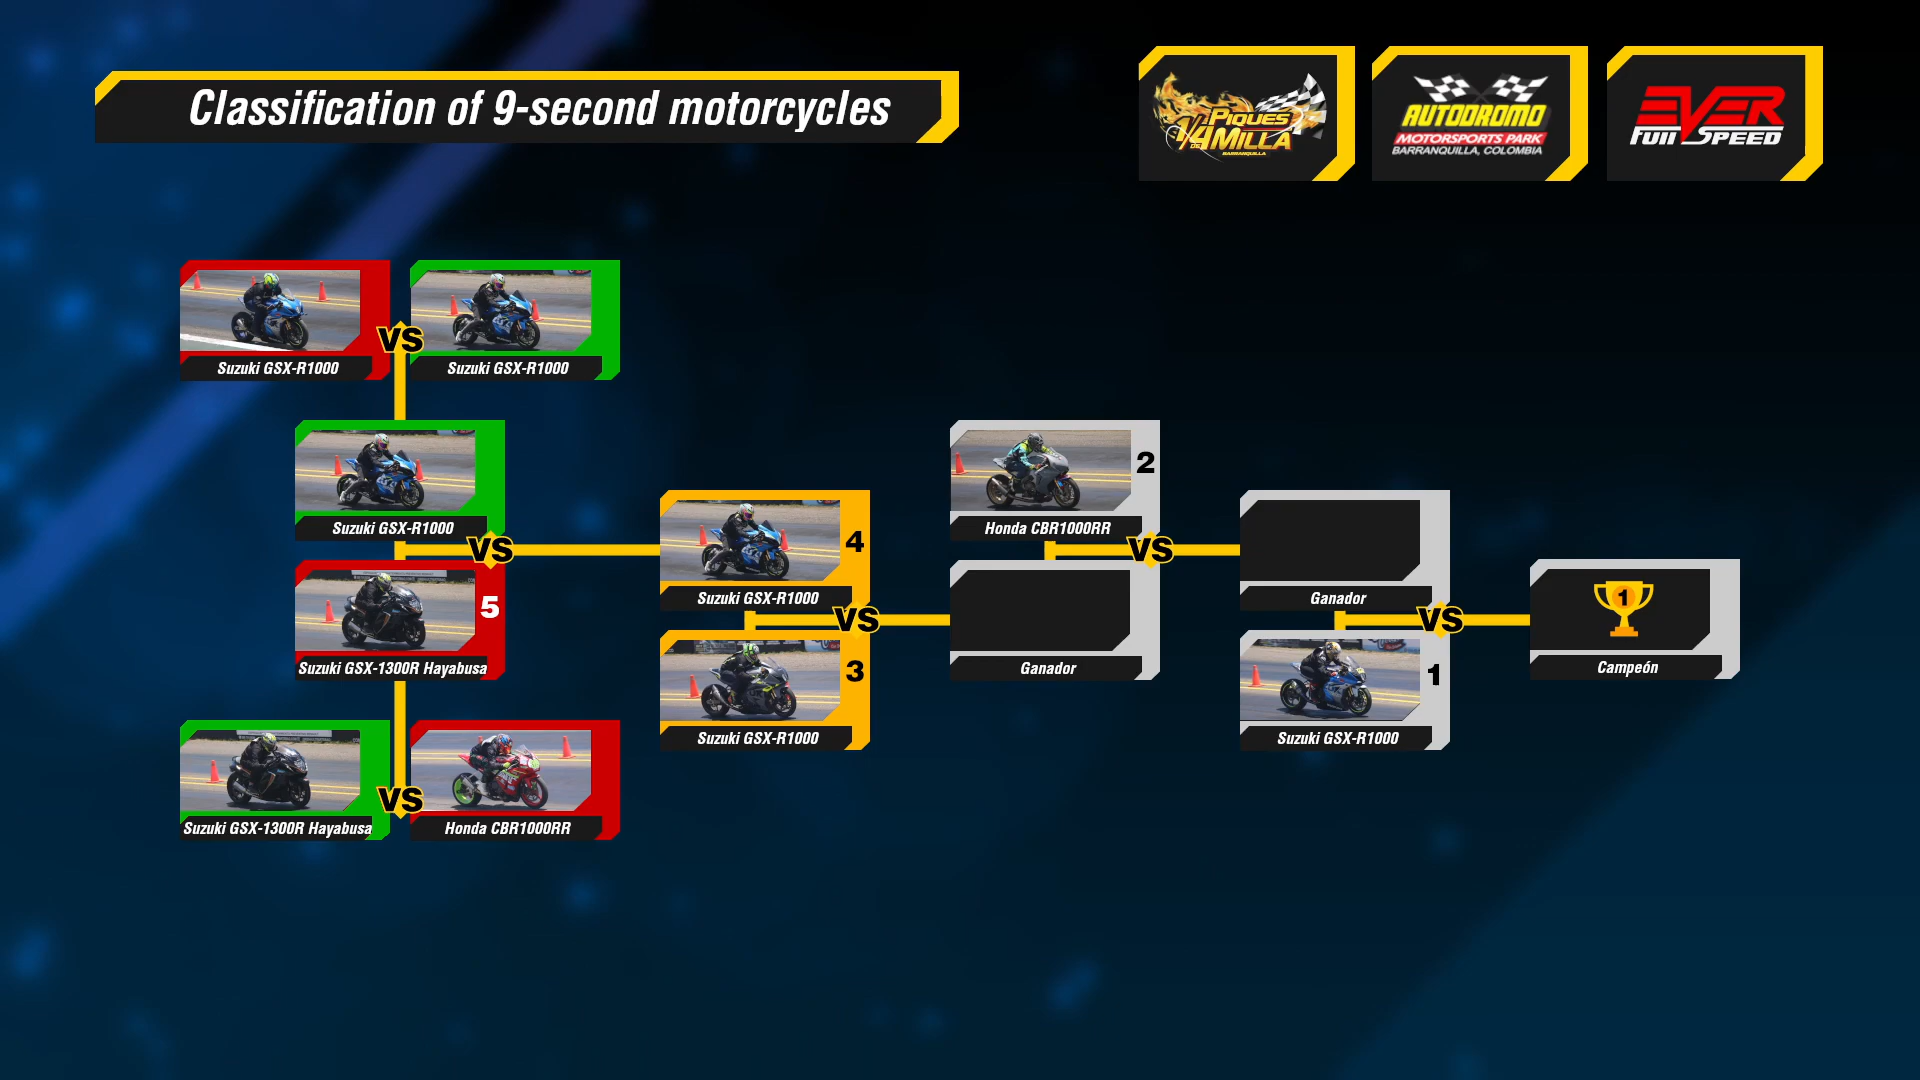 Classification of 9-second motorcycles
PIQUES
1/4 DE MILLA
BARRANQUILLA
AUTODROMO
MOTORSPORTS PARK
BARRANQUILLA, COLOMBIA
EVER
FUN SPEED
VS
Suzuki GSX-R1000
Suzuki GSX-R1000
Suzuki GSX-R1000
VS
5
Suzuki GSX-1300R Hayabusa
VS
Suzuki GSX-1300R Hayabusa
Honda CBR1000RR
4
Suzuki GSX-R1000
VS
3
Suzuki GSX-R1000
2
Honda CBR1000RR
VS
Ganador
Ganador
VS
1
Suzuki GSX-R1000
1
Campeón